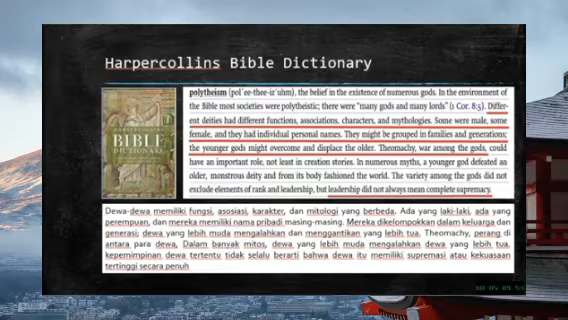 Harpercollins Bible Dictionary
BIBLE
DICTIONARY
polytheism (pol´ee-thee-iz´uhm), the belief in the existence of numerous gods. In the environment of
the Bible most societies were polytheistic; there were “many gods and many lords” (1 Cor. 8:5). Differ-
ent deities had different functions, associations, characters, and mythologies. Some were male, some
female, and they had individual personal names. They might be grouped in families and generations;
the younger gods might overcome and displace the older. Theomachy, war among the gods, could
have an important role, not least in creation stories. In numerous myths, a younger god defeated an
older, monstrous deity and from its body fashioned the world. The variety among the gods did not
exclude elements of rank and leadership, but leadership did not always mean complete supremacy.
Dewa-dewa memiliki fungsi, asosiasi, karakter, dan mitologi yang berbeda. Ada yang laki-laki, ada yang
perempuan, dan mereka memiliki nama pribadi masing-masing. Mereka dikelompokkan dalam keluarga dan
generasi; dewa yang lebih muda mengalahkan dan menggantikan yang lebih tua. Theomachy, perang di
antara para dewa, Dalam banyak mitos, dewa yang lebih muda mengalahkan dewa yang lebih tua.
kepemimpinan dewa tertentu tidak selalu berarti bahwa dewa itu memiliki supremasi atau kekuasaan
tertinggi secara penuh